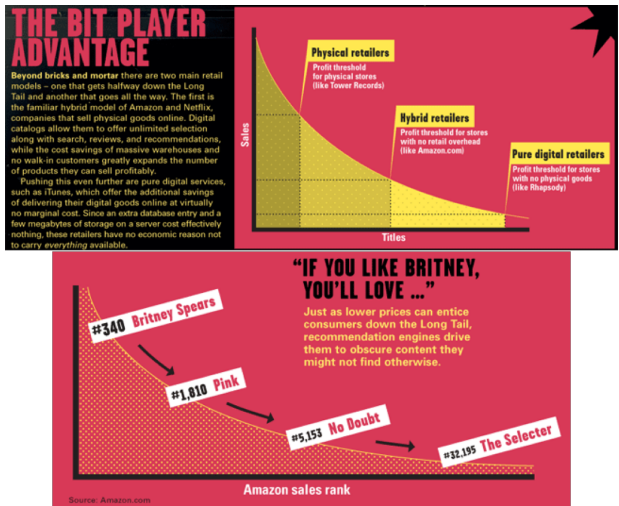 THE BIT PLAYER
ADVANTAGE
Beyond bricks and mortar there are two main retail
models – one that gets halfway down the Long
Tail and another that goes all the way. The first is
the familiar hybrid model of Amazon and Netflix,
companies that sell physical goods online. Digital
catalogs allow them to offer unlimited selection
along with search, reviews, and recommendations,
while the cost savings of massive warehouses and
no walk-in customers greatly expands the number
of products they can sell profitably.
Pushing this even further are pure digital services,
such as iTunes, which offer the additional savings
of delivering their digital goods online at virtually
no marginal cost. Since an extra database entry and a
few megabytes of storage on a server cost effectively
nothing, these retailers have no economic reason not
to carry everything available.
Sales
Physical retailers
Profit threshold
for physical stores
(like Tower Records)
Hybrid retailers
Profit threshold for stores
with no retail overhead
(like Amazon.com)
Pure digital retailers
Profit threshold for stores
with no physical goods
(like Rhapsody)
Titles
"IF YOU LIKE BRITNEY,
YOU'LL LOVE ..."
Just as lower prices can entice
consumers down the Long Tail,
recommendation engines drive
them to obscure content they
might not find otherwise.
#340 Britney Spears
#1,810 Pink
#5,153 No Doubt
#32,195 The Selecter
Amazon sales rank
Source: Amazon.com